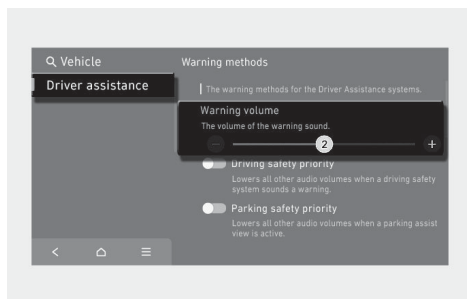 Vehicle
Driver assistance
Warning methods
The warning methods for the Driver Assistance systems.
Warning volume
The volume of the warning sound.
− 2 +
Driving safety priority
Lowers all other audio volumes when a driving safety
system sounds a warning.
Parking safety priority
Lowers all other audio volumes when a parking assist
view is active.